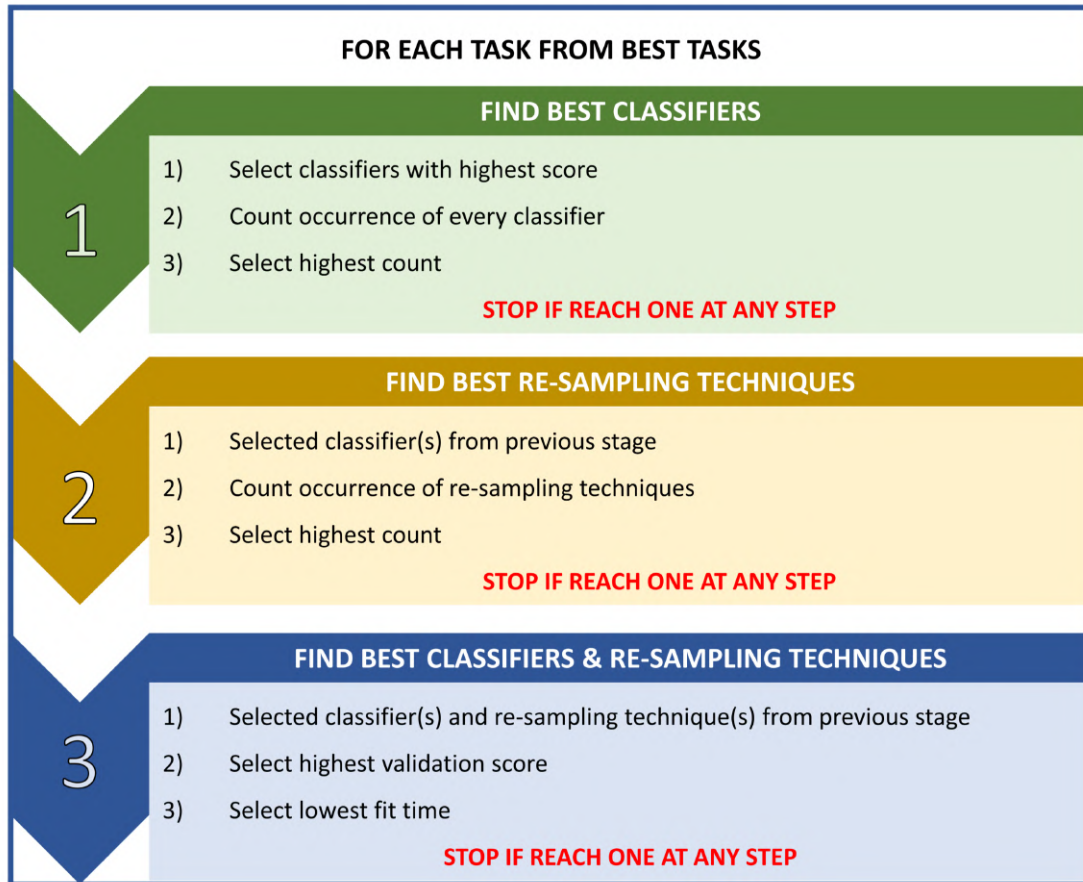 FOR EACH TASK FROM BEST TASKS
FIND BEST CLASSIFIERS
1
1) Select classifiers with highest score
2) Count occurrence of every classifier
3) Select highest count
STOP IF REACH ONE AT ANY STEP
FIND BEST RE-SAMPLING TECHNIQUES
2
1) Selected classifier(s) from previous stage
2) Count occurrence of re-sampling techniques
3) Select highest count
STOP IF REACH ONE AT ANY STEP
FIND BEST CLASSIFIERS & RE-SAMPLING TECHNIQUES
3
1) Selected classifier(s) and re-sampling technique(s) from previous stage
2) Select highest validation score
3) Select lowest fit time
STOP IF REACH ONE AT ANY STEP